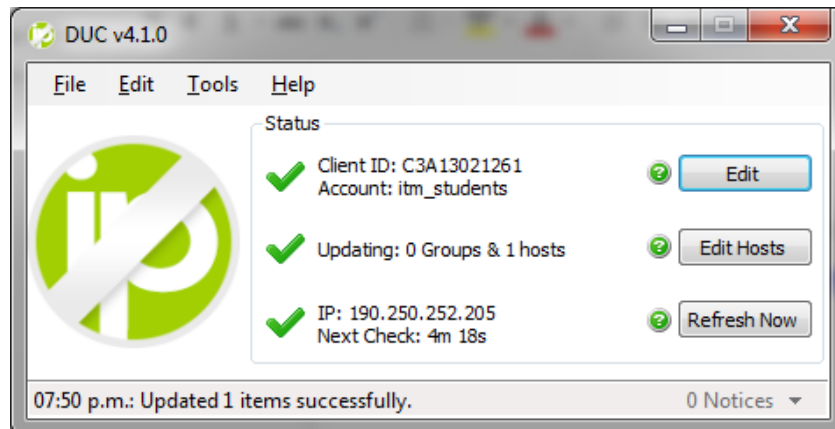 DUC v4.1.0
File Edit Tools Help
Status
Client ID: C3A13021261
Account: itm_students
Edit
Updating: 0 Groups & 1 hosts
Edit Hosts
IP: 190.250.252.205
Next Check: 4m 18s
Refresh Now
ip
07:50 p.m.: Updated 1 items successfully.
0 Notices